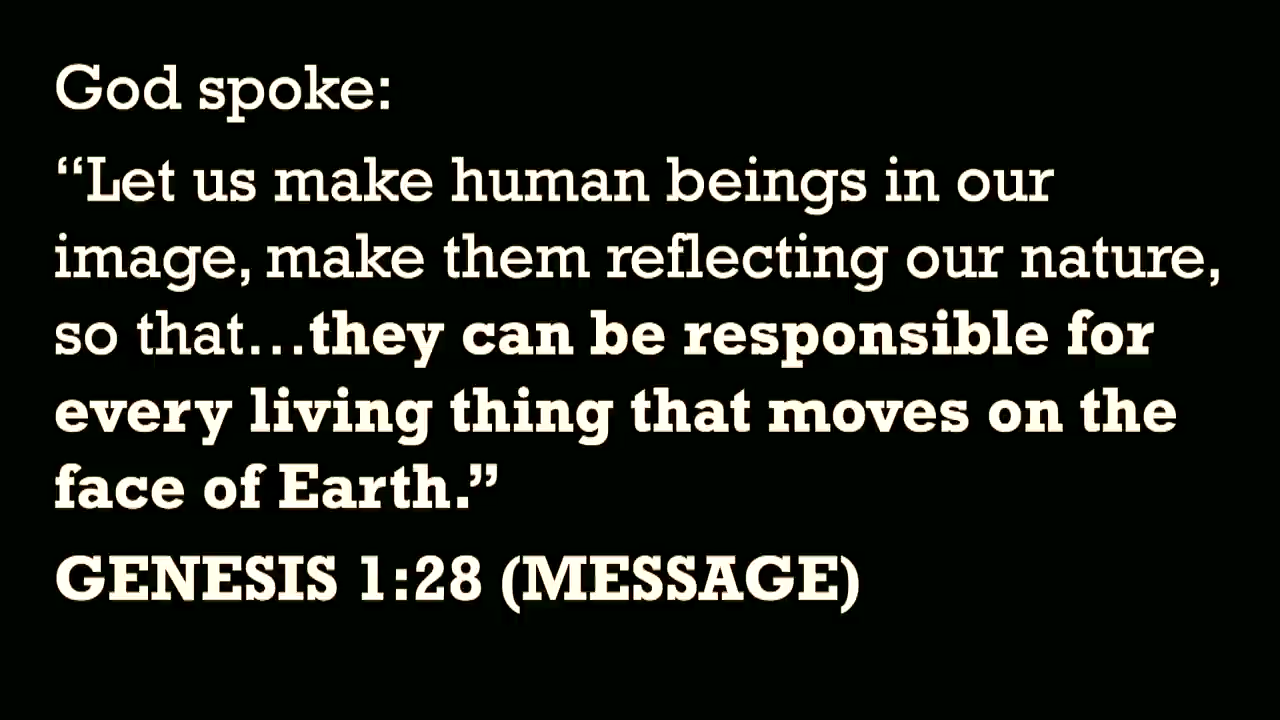 God spoke:
“Let us make human beings in our
image, make them reflecting our nature,
so that…they can be responsible for
every living thing that moves on the
face of Earth.”
GENESIS 1:28 (MESSAGE)